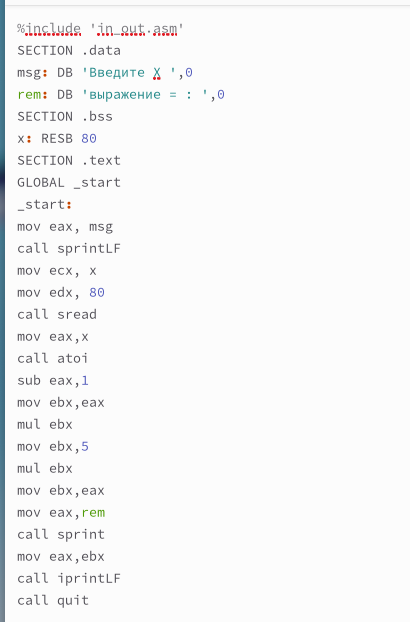 %include 'in_out.asm'
SECTION .data
msg: DB 'Введите X ',0
rem: DB 'выражение = : ',0
SECTION .bss
x: RESB 80
SECTION .text
GLOBAL _start
_start:
mov eax, msg
call sprintLF
mov ecx, x
mov edx, 80
call sread
mov eax,x
call atoi
sub eax,1
mov ebx,eax
mul ebx
mov ebx,5
mul ebx
mov ebx,eax
mov eax,rem
call sprint
mov eax,ebx
call iprintLF
call quit